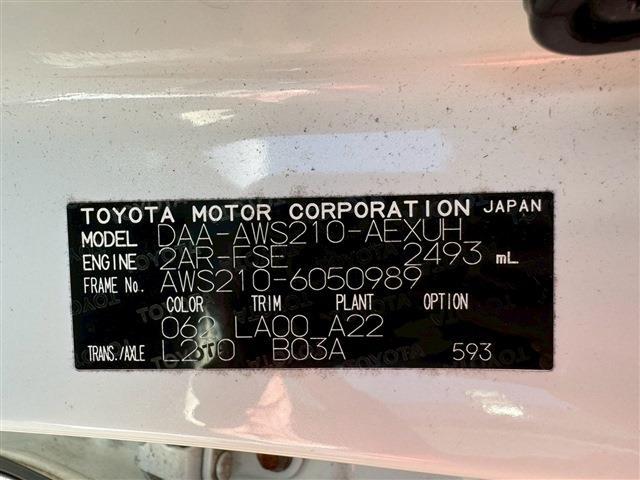 TOYOTA MOTOR CORPORATION JAPAN
MODEL DAA-AWS210-AEXUH
ENGINE 2AR-FSE 2493 mL
FRAME No. AWS210-6050989
COLOR TRIM PLANT OPTION
062 LA00 A22
TRANS./AXLE L210 B03A 593